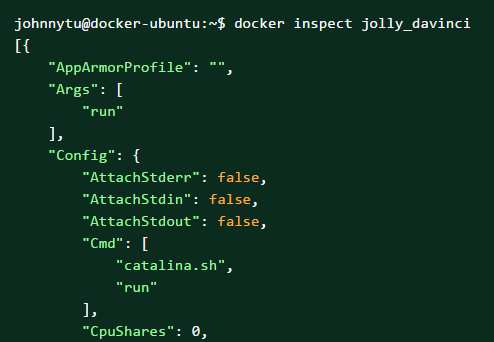 johnnytu@docker-ubuntu:~$ docker inspect jolly_davinci
[{
    "AppArmorProfile": "",
    "Args": [
        "run"
    ],
    "Config": {
        "AttachStderr": false,
        "AttachStdin": false,
        "AttachStdout": false,
        "Cmd": [
            "catalina.sh",
            "run"
        ],
        "CpuShares": 0,